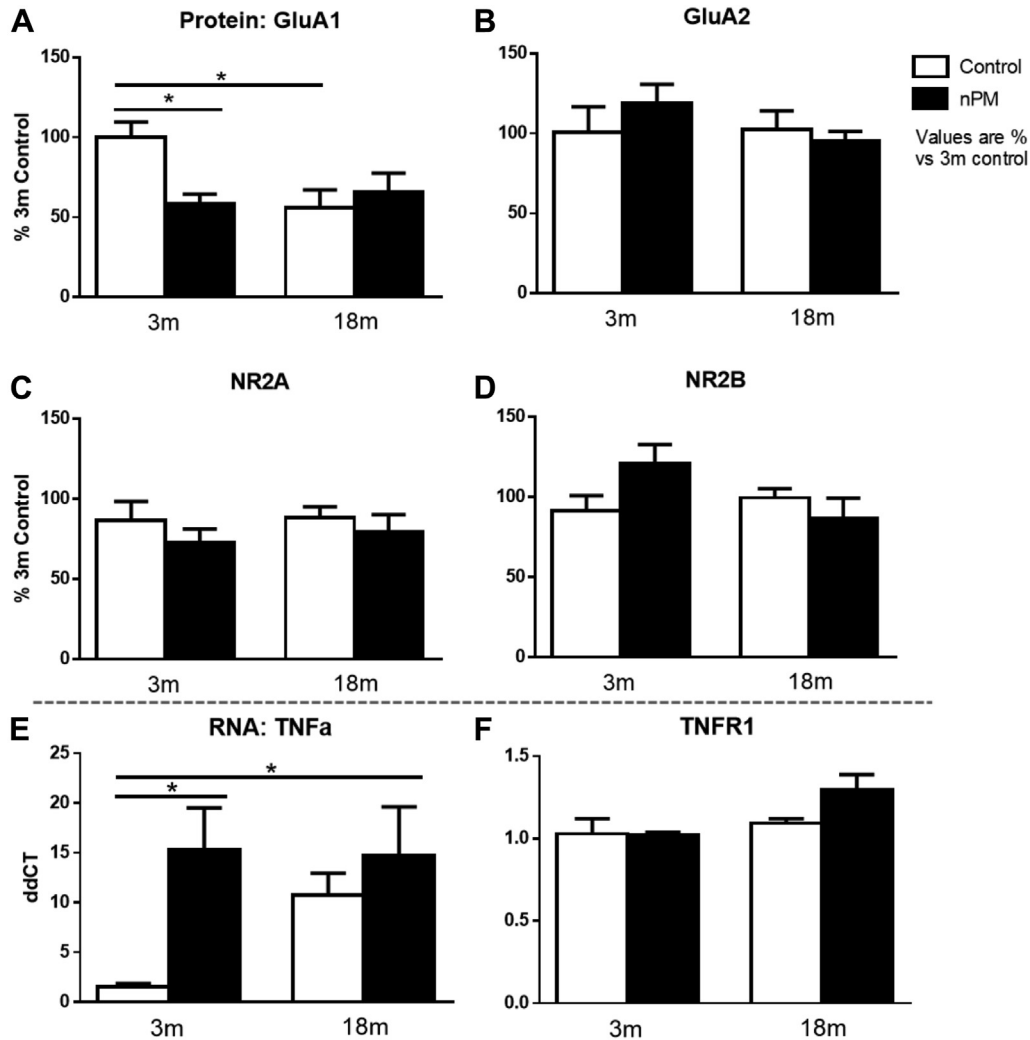 A
Protein: GluA1
150
100
50
0
% 3m Control
*
*
3m
18m
B
GluA2
150
100
50
0
3m
18m
Control
nPM
Values are %
vs 3m control
C
NR2A
150
100
50
0
% 3m Control
3m
18m
D
NR2B
150
100
50
0
3m
18m
E
RNA: TNFa
25
20
15
10
5
0
ddCT
*
*
3m
18m
F
TNFR1
1.5
1.0
0.5
0.0
3m
18m